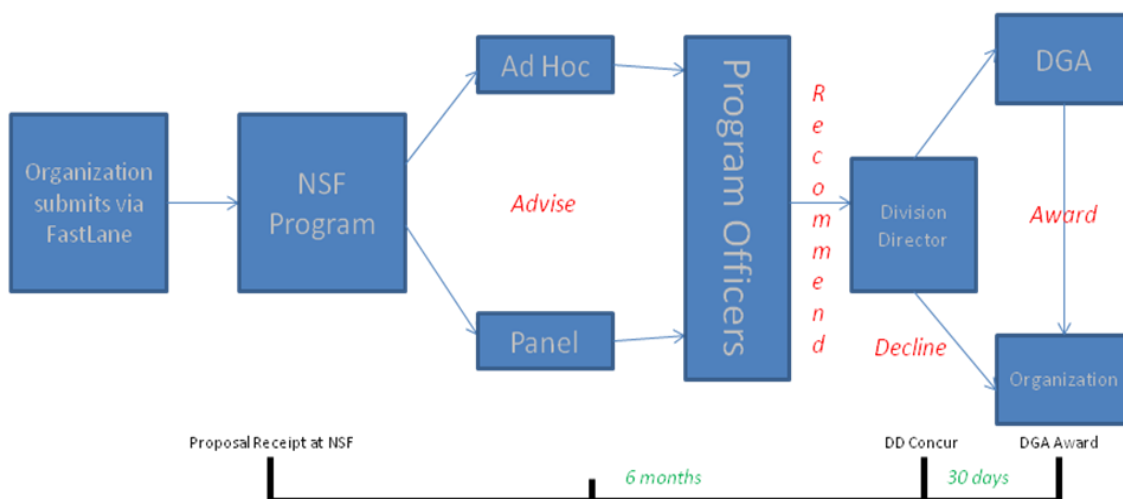 Organization
submits via
FastLane
NSF
Program
Ad Hoc
Advise
Panel
Program Officers
Recommend
Division
Director
DGA
Award
Decline
Organization
Proposal Receipt at NSF
6 months
DD Concur
30 days
DGA Award